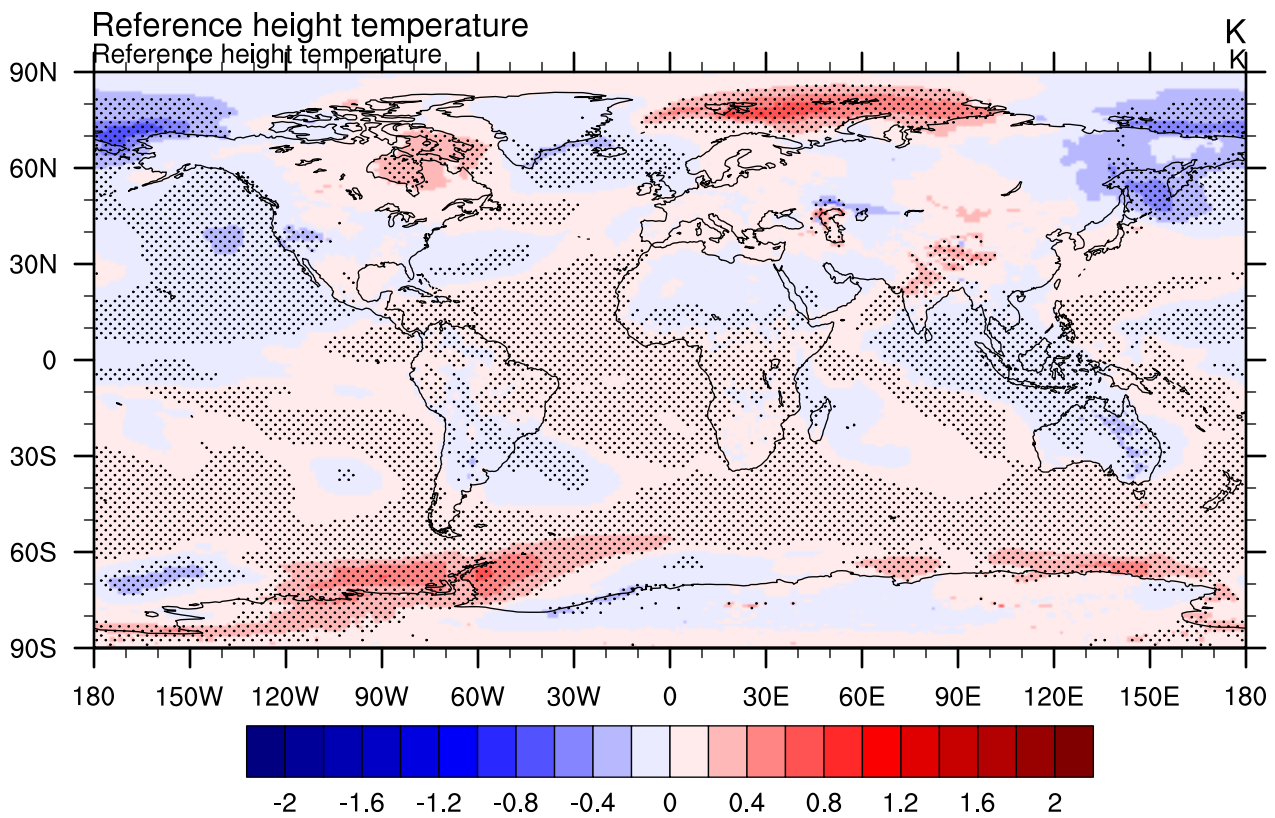 Reference height temperature K
Reference height temperature K
90N
60N
30N
0
30S
60S
90S
180 150W 120W 90W 60W 30W 0 30E 60E 90E 120E 150E 180
-2 -1.6 -1.2 -0.8 -0.4 0 0.4 0.8 1.2 1.6 2